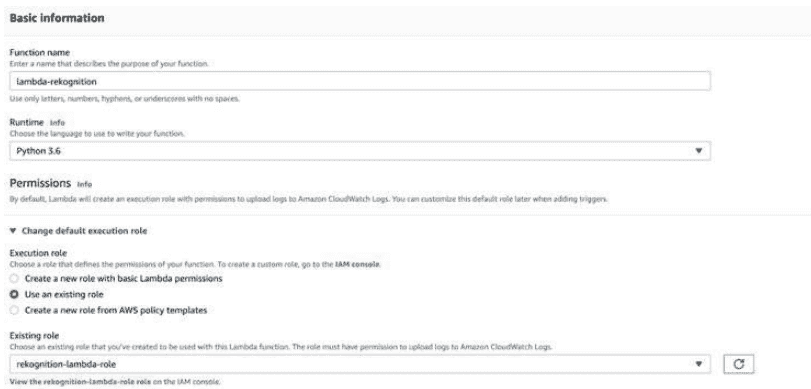 Basic information
Function name
Enter a name that describes the purpose of your function.
lambda-rekognition
Use only letters, numbers, hyphens, or underscores with no spaces.
Runtime Info
Choose the language to use to write your function.
Python 3.6
Permissions Info
By default, Lambda will create an execution role with permissions to upload logs to Amazon CloudWatch Logs. You can customize this default role later when adding triggers.
Change default execution role
Execution role
Choose a role that defines the permissions of your function. To create a custom role, go to the IAM console.
Create a new role with basic Lambda permissions
Use an existing role
Create a new role from AWS policy templates
Existing role
Choose an existing role that you've created to be used with this Lambda function. The role must have permission to upload logs to Amazon CloudWatch Logs.
rekognition-lambda-role
View the rekognition-lambda-role role on the IAM console.